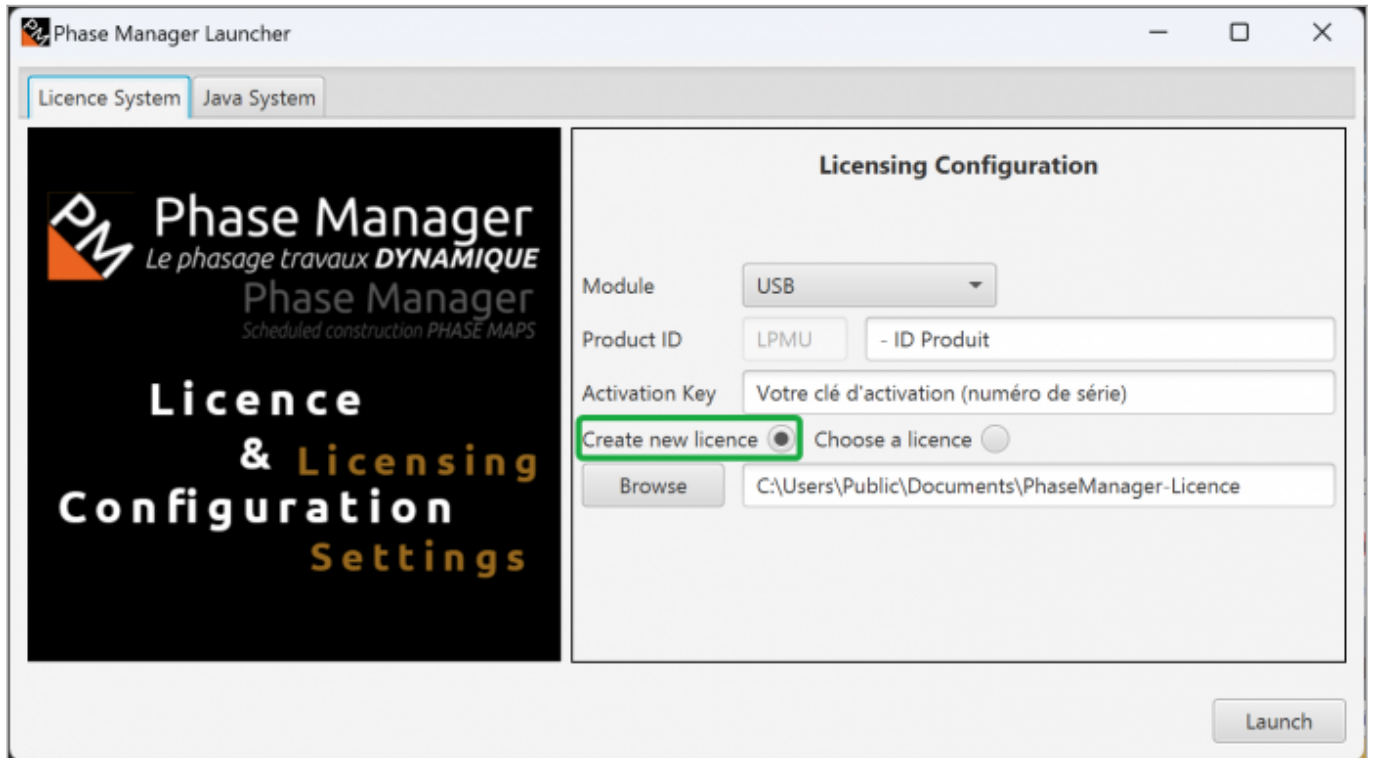 Phase Manager Launcher
Licence System
Java System
PM
Phase Manager
Le phasage travaux DYNAMIQUE
Phase Manager
Scheduled construction PHASE MAPS
Licence
& Licensing
Configuration
Settings
Licensing Configuration
Module USB
Product ID LPMU - ID Produit
Activation Key Votre clé d'activation (numéro de série)
Create new licence Choose a licence
Browse C:\Users\Public\Documents\PhaseManager-Licence
Launch